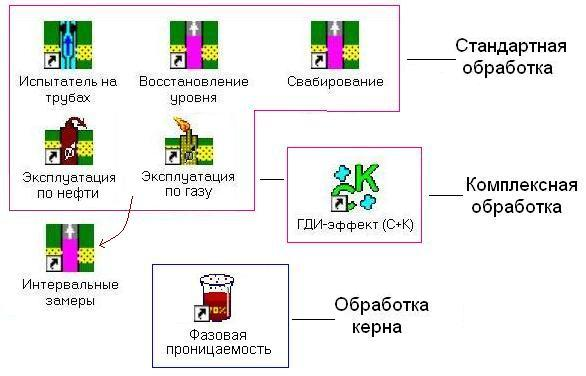 Испытатель на
трубах
Восстановление
уровня
Свабирование
Стандартная
обработка
Эксплуатация
по нефти
Эксплуатация
по газу
К
ГДИ-эффект (С+К)
Комплексная
обработка
Интервальные
замеры
70%
Фазовая
проницаемость
Обработка
керна